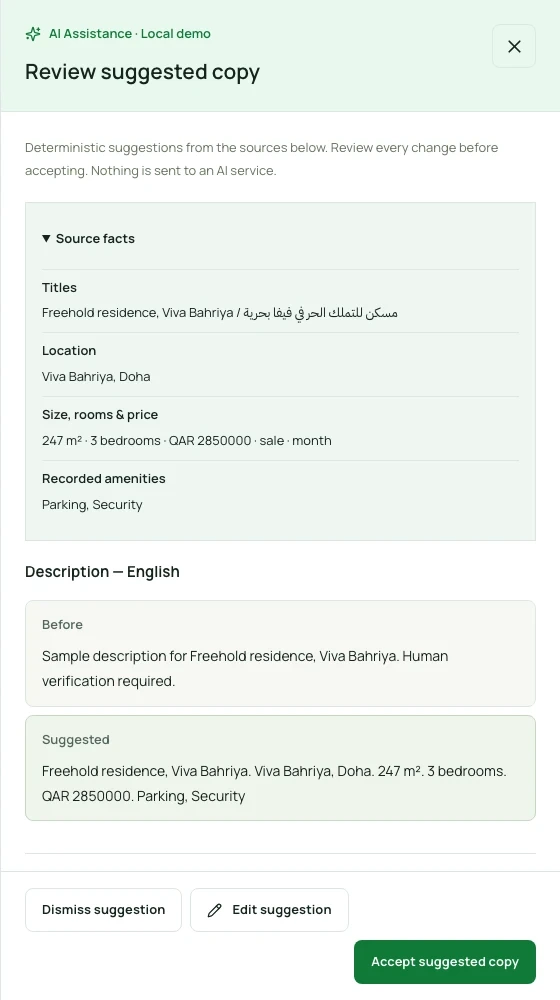 AI Assistance · Local demo
Review suggested copy
Deterministic suggestions from the sources below. Review every change before
accepting. Nothing is sent to an AI service.
▼ Source facts
Titles
Freehold residence, Viva Bahriya / مسكن للتملك الحر في فيفا بحرية
Location
Viva Bahriya, Doha
Size, rooms & price
247 m² · 3 bedrooms · QAR 2850000 · sale · month
Recorded amenities
Parking, Security
Description — English
Before
Sample description for Freehold residence, Viva Bahriya. Human
verification required.
Suggested
Freehold residence, Viva Bahriya. Viva Bahriya, Doha. 247 m². 3 bedrooms.
QAR 2850000. Parking, Security
Dismiss suggestion
Edit suggestion
Accept suggested copy